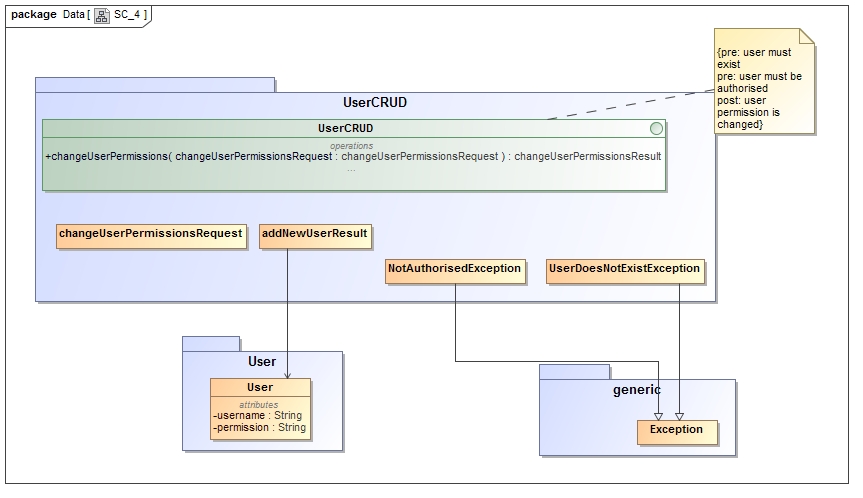 package Data [ SC_4 ]
{pre: user must
exist
pre: user must be
authorised
post: user
permission is
changed}
UserCRUD
UserCRUD
operations
+changeUserPermissions( changeUserPermissionsRequest : changeUserPermissionsRequest ) : changeUserPermissionsResult
...
changeUserPermissionsRequest
addNewUserResult
NotAuthorisedException
UserDoesNotExistException
User
User
attributes
-username : String
-permission : String
generic
Exception